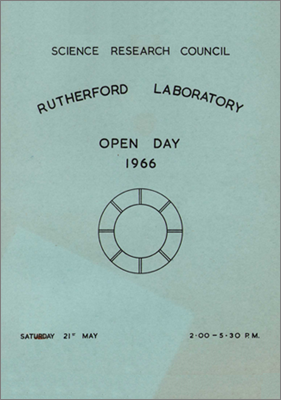 SCIENCE RESEARCH COUNCIL
RUTHERFORD LABORATORY
OPEN DAY
1966
SATURDAY 21st MAY 2·00–5·30 P.M.